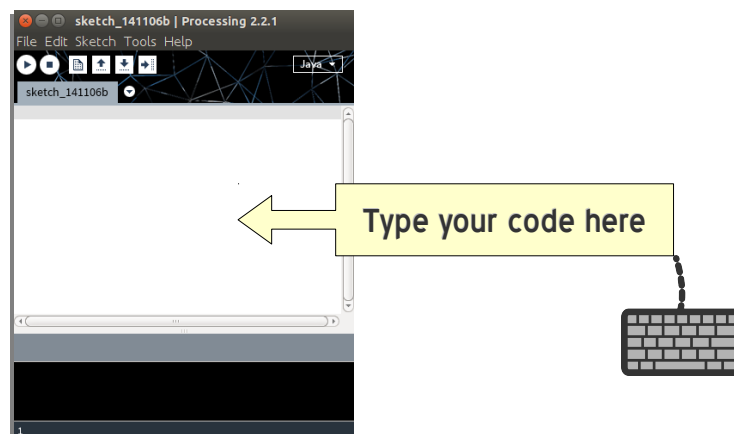 sketch_141106b | Processing 2.2.1
File Edit Sketch Tools Help
Java
sketch_141106b
Type your code here
1